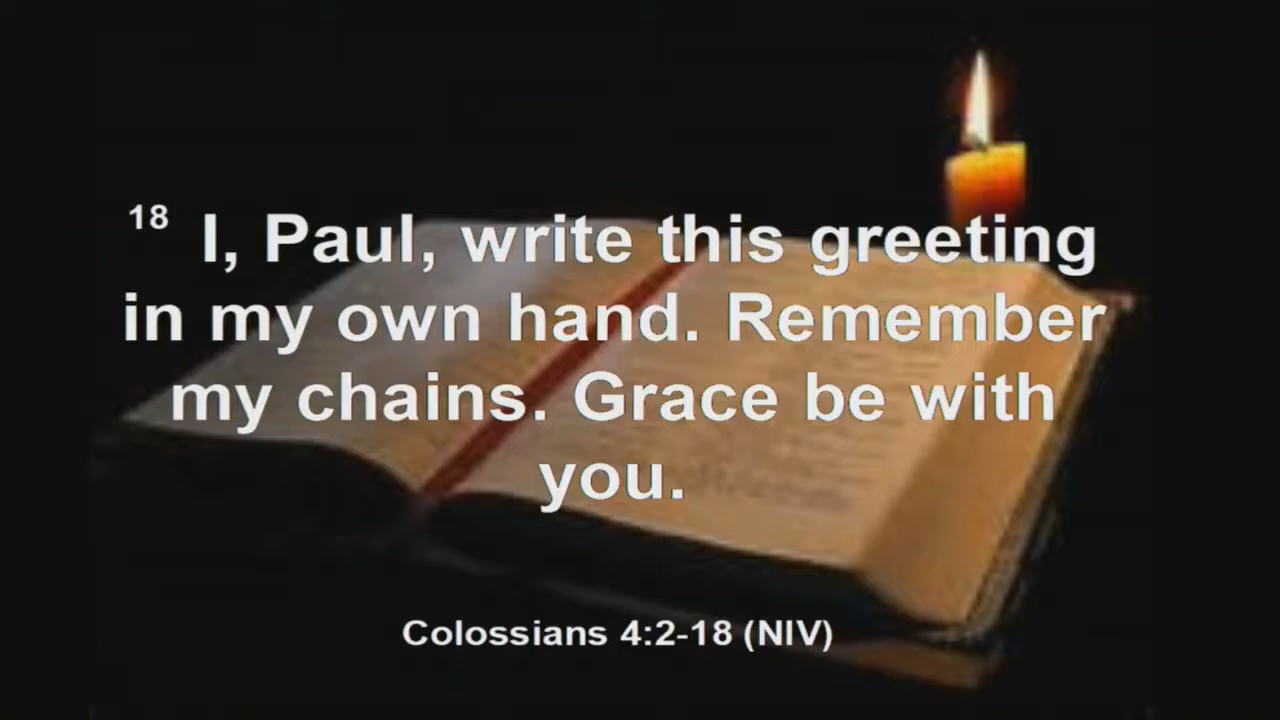 18 I, Paul, write this greeting
in my own hand. Remember
my chains. Grace be with
you.
Colossians 4:2-18 (NIV)